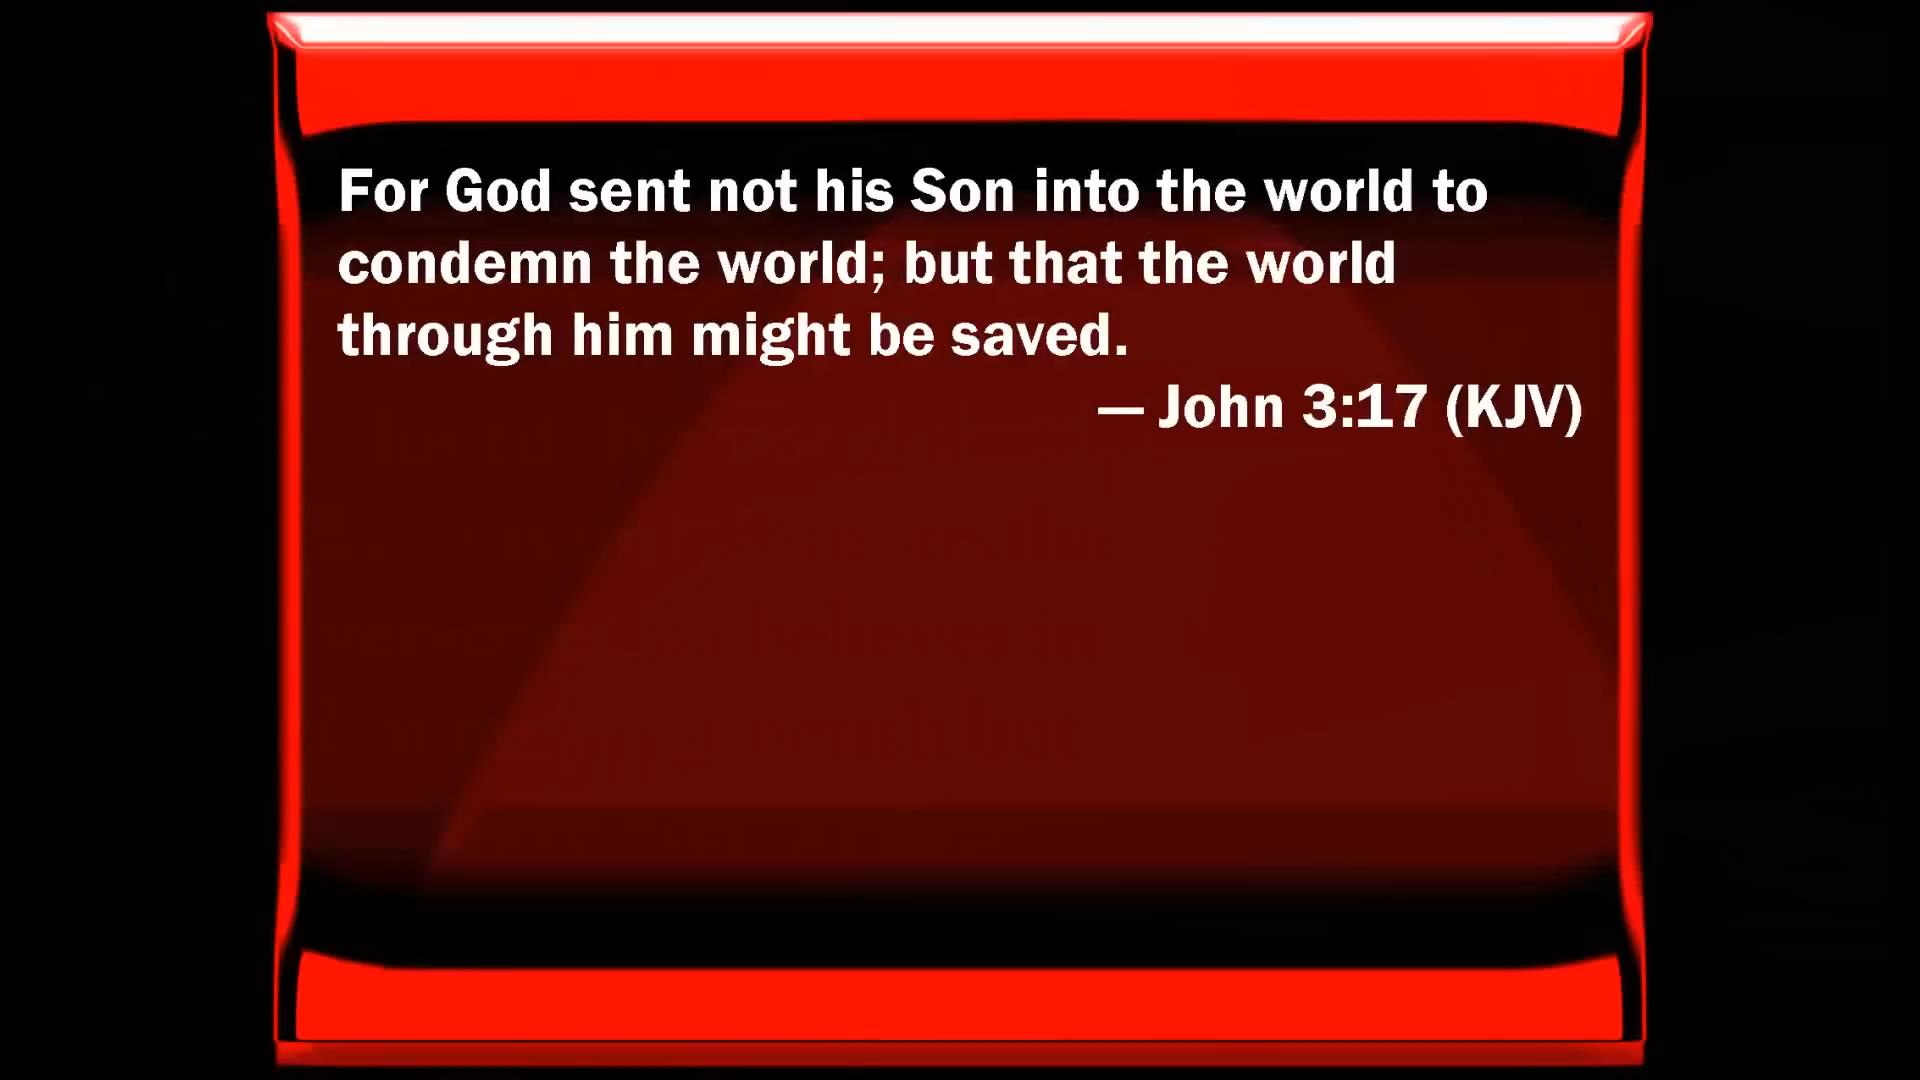 For God sent not his Son into the world to
condemn the world; but that the world
through him might be saved.
— John 3:17 (KJV)